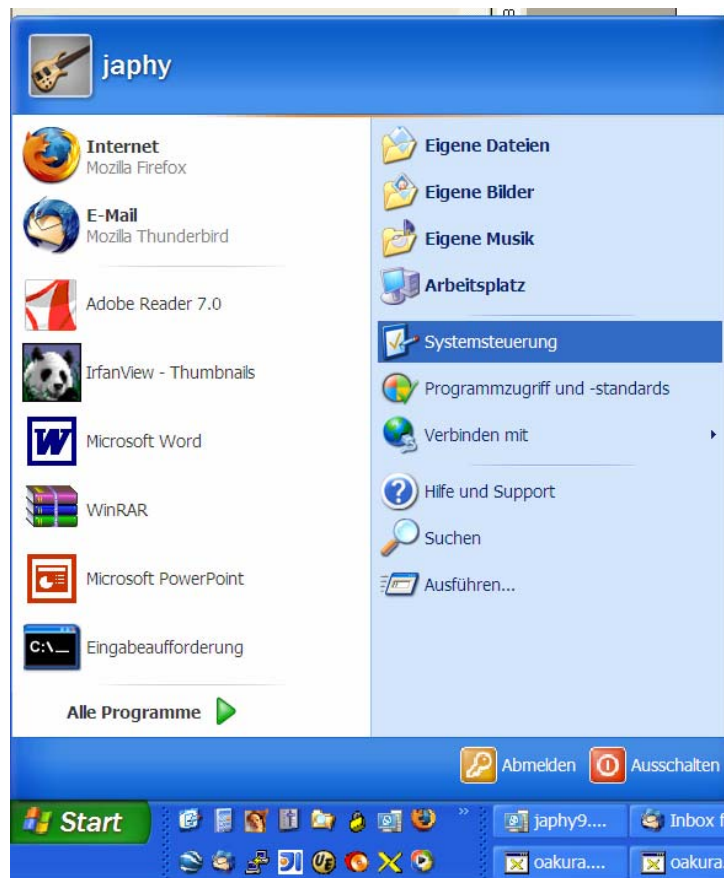 japhy
Internet
Mozilla Firefox
E-Mail
Mozilla Thunderbird
Adobe Reader 7.0
IrfanView - Thumbnails
Microsoft Word
WinRAR
Microsoft PowerPoint
Eingabeaufforderung
Alle Programme
Eigene Dateien
Eigene Bilder
Eigene Musik
Arbeitsplatz
Systemsteuerung
Programmzugriff und -standards
Verbinden mit
Hilfe und Support
Suchen
Ausführen...
Abmelden
Ausschalten
Start
japhy9....
Inbox f
oakura....
oakura.